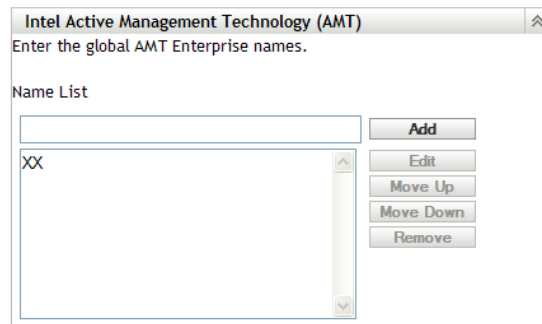 Intel Active Management Technology (AMT)
Enter the global AMT Enterprise names.
Name List
Add
XX
Edit
Move Up
Move Down
Remove